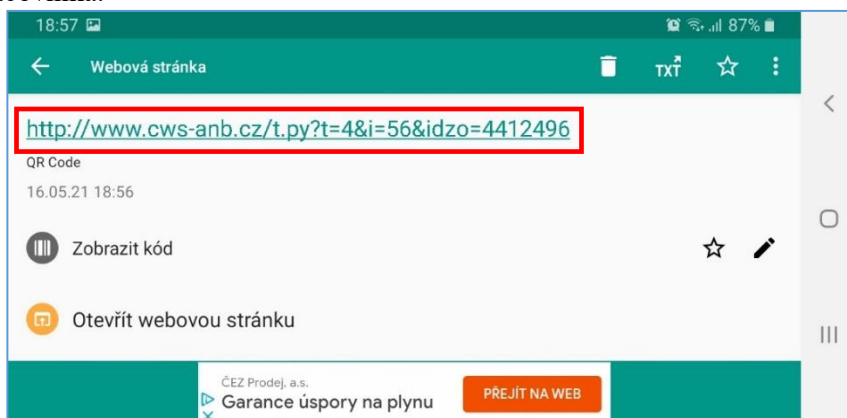 18:57 87%
Webová stránka TXT
http://www.cws-anb.cz/t.py?t=4&i=56&idzo=4412496
QR Code
16.05.21 18:56
Zobrazit kód
Otevřít webovou stránku
ČEZ Prodej, a.s.
Garance úspory na plynu
PŘEJÍT NA WEB